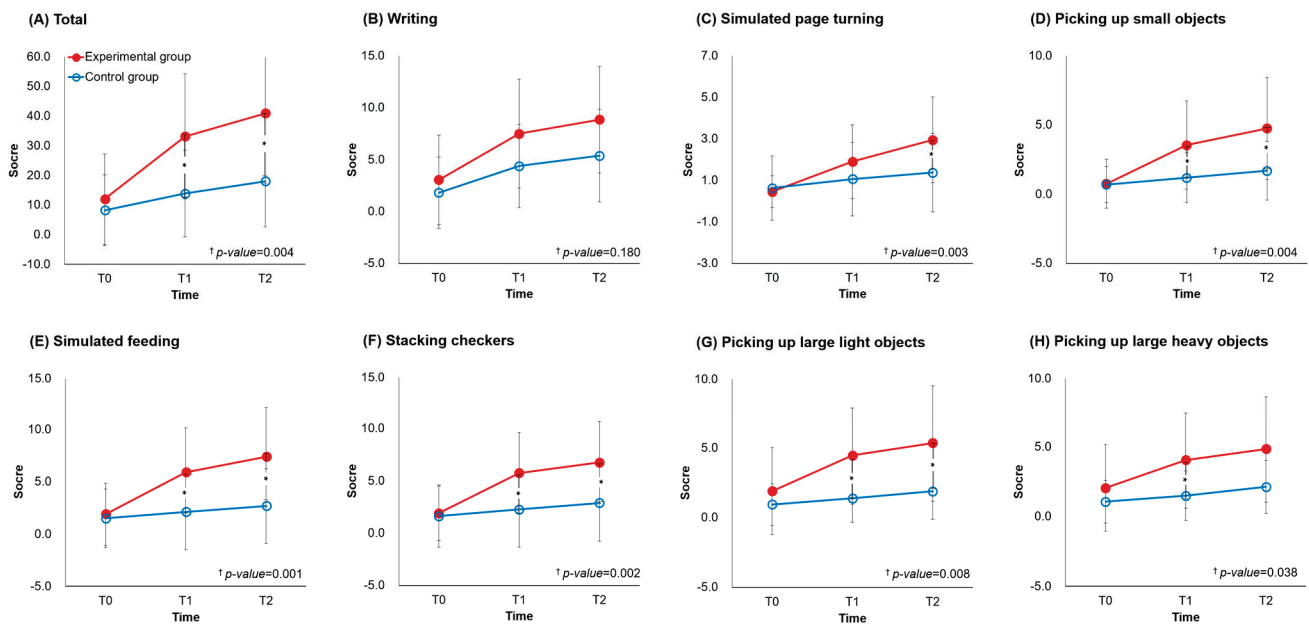 (A) Total
Socre
60.0
50.0
40.0
30.0
20.0
10.0
0.0
-10.0
Experimental group
Control group
*
*
† p-value=0.004
T0 T1 T2
Time
(B) Writing
Socre
15.0
10.0
5.0
0.0
-5.0
† p-value=0.180
T0 T1 T2
Time
(C) Simulated page turning
Socre
7.0
5.0
3.0
1.0
-1.0
-3.0
*
† p-value=0.003
T0 T1 T2
Time
(D) Picking up small objects
Socre
10.0
5.0
0.0
-5.0
*
*
† p-value=0.004
T0 T1 T2
Time
(E) Simulated feeding
Socre
15.0
10.0
5.0
0.0
-5.0
*
*
† p-value=0.001
T0 T1 T2
Time
(F) Stacking checkers
Socre
15.0
10.0
5.0
0.0
-5.0
*
*
† p-value=0.002
T0 T1 T2
Time
(G) Picking up large light objects
Socre
10.0
5.0
0.0
-5.0
*
*
† p-value=0.008
T0 T1 T2
Time
(H) Picking up large heavy objects
Socre
10.0
5.0
0.0
-5.0
*
† p-value=0.038
T0 T1 T2
Time